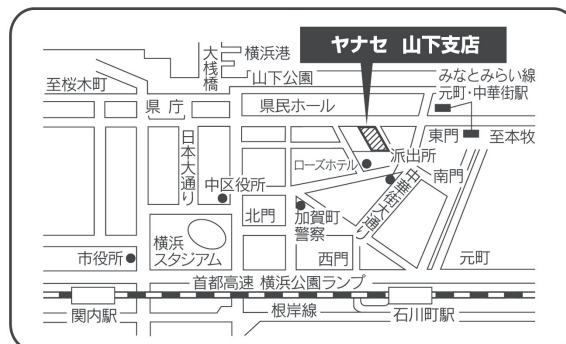 ヤナセ 山下支店
大桟橋
横浜港
山下公園
至桜木町
みなとみらい線
元町・中華街駅
県庁
県民ホール
東門
至本牧
日本大通り
ローズホテル
派出所
中区役所
南門
中華街大通り
北門
加賀町
警察
横浜
スタジアム
市役所
西門
元町
首都高速 横浜公園ランプ
関内駅
根岸線
石川町駅